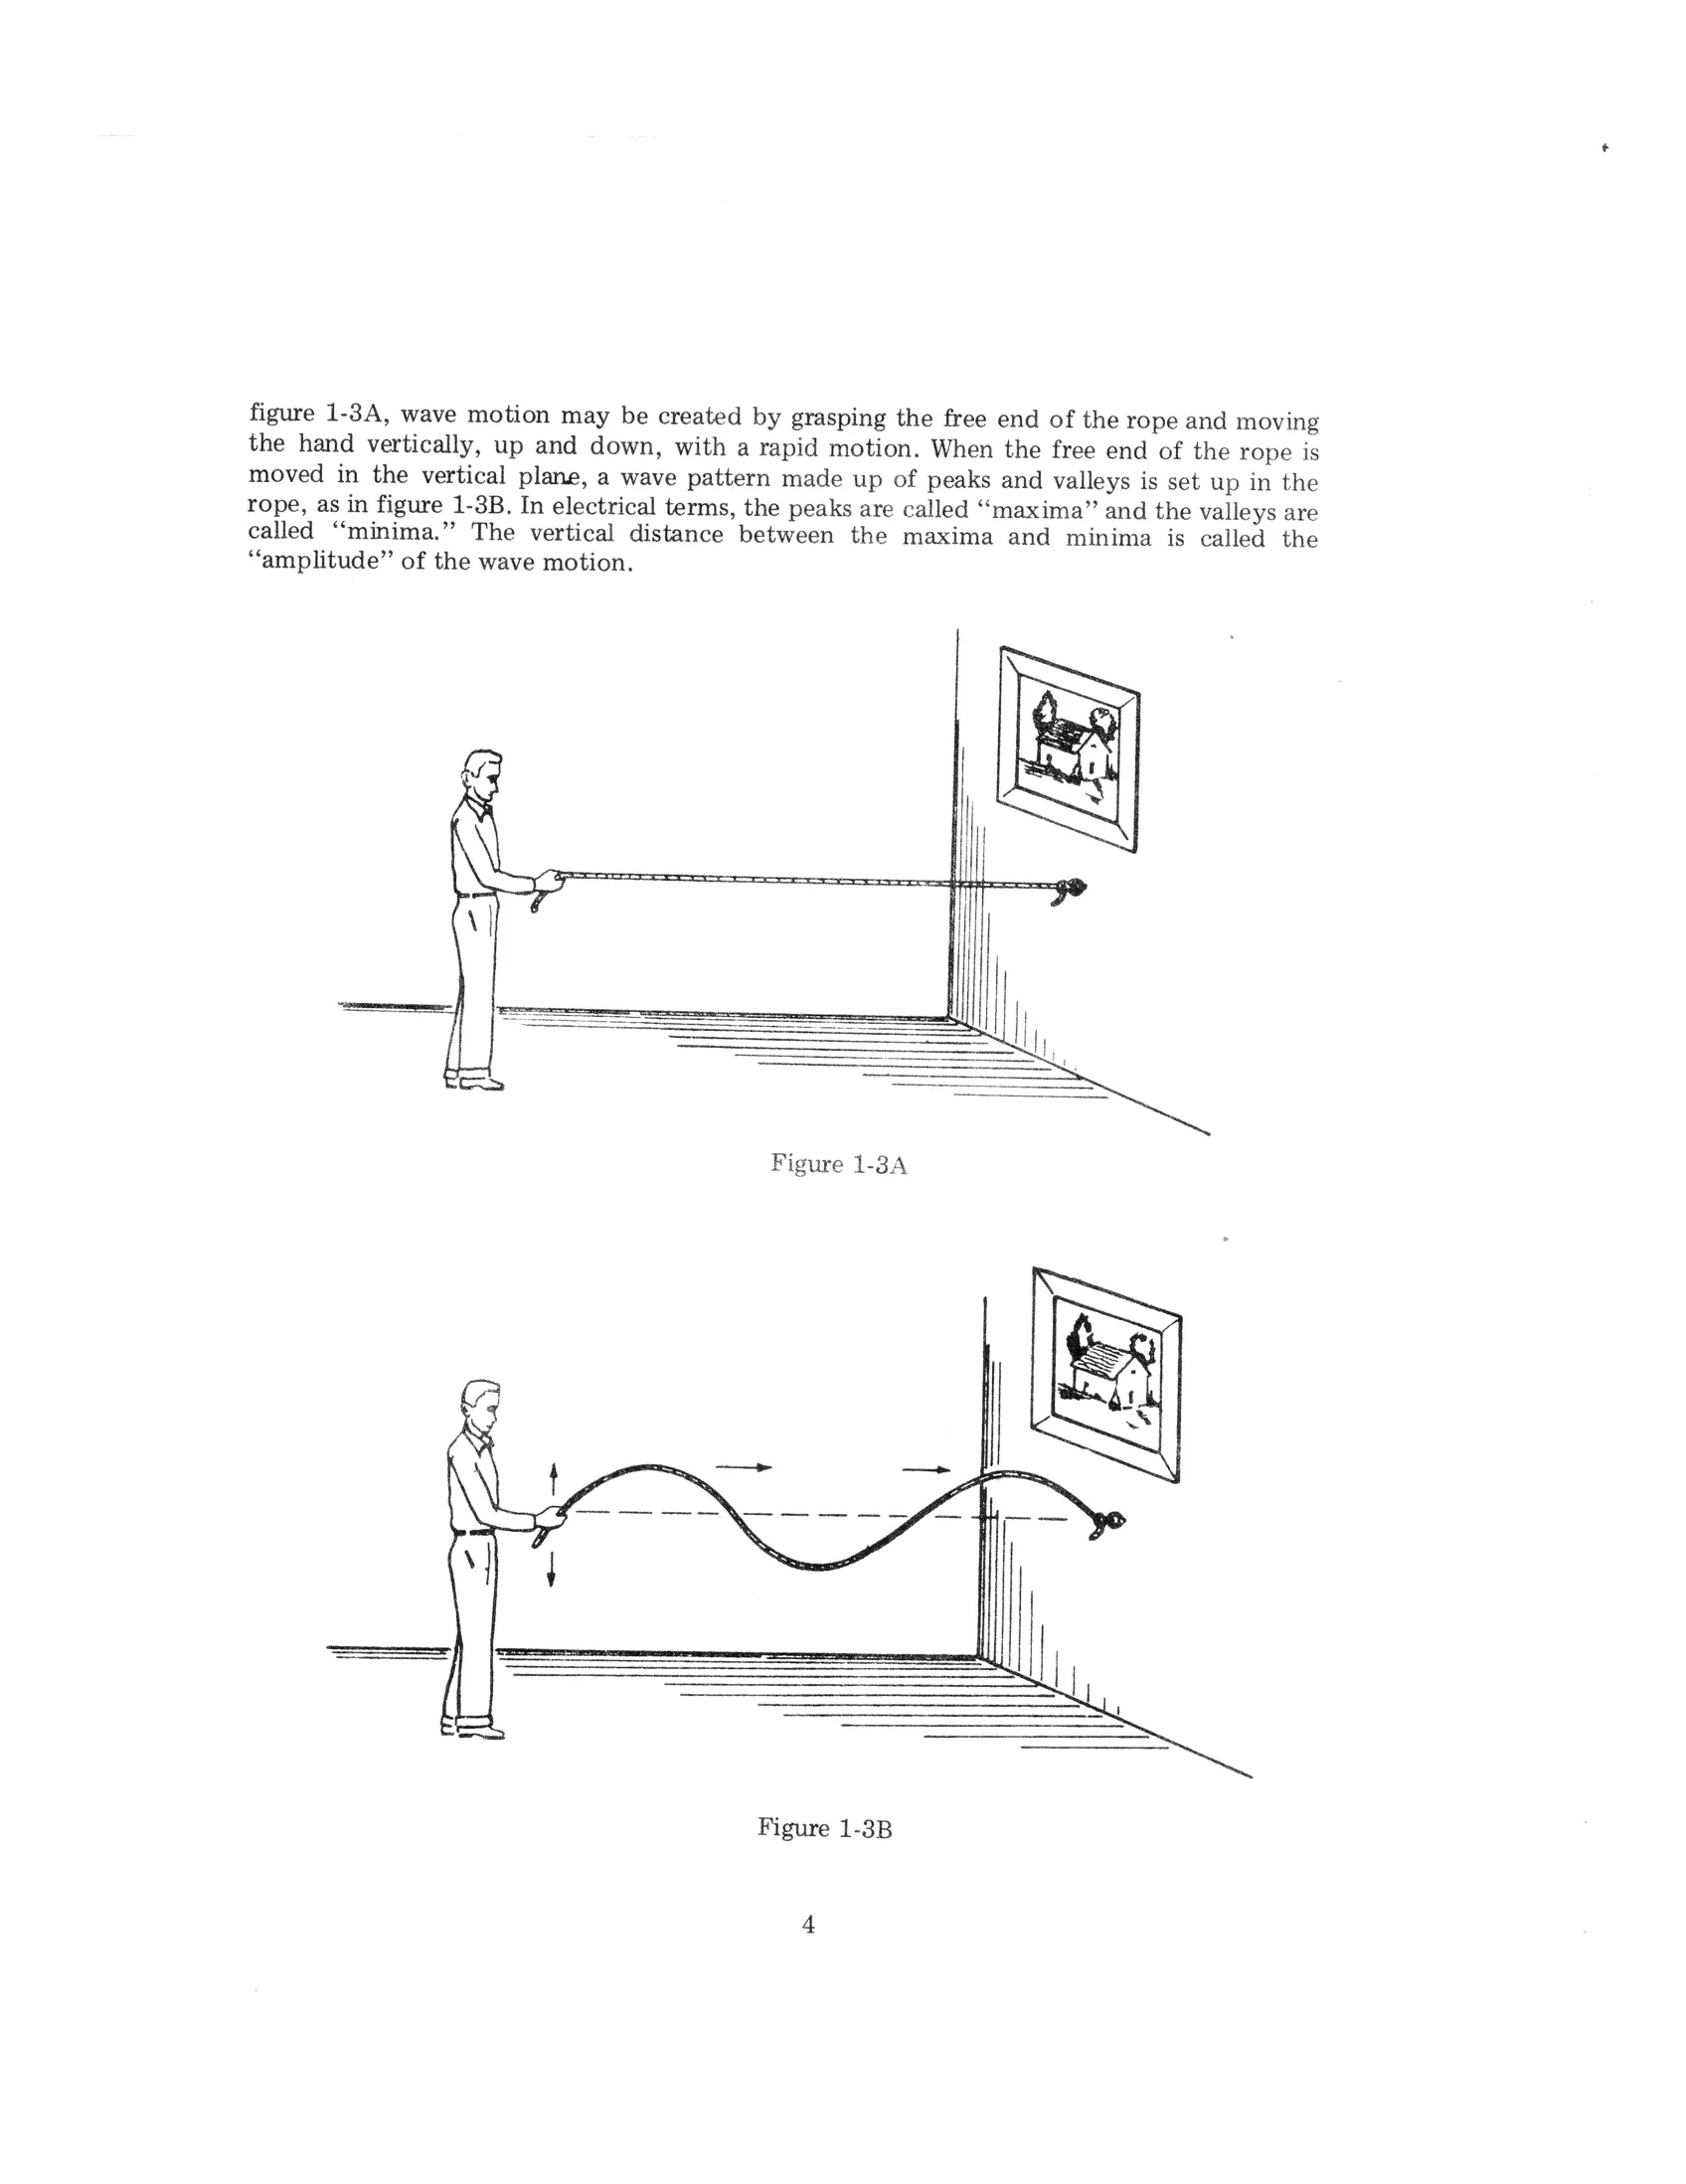 figure 1-3A, wave motion may be created by grasping the free end of the rope and moving
the hand vertically, up and down, with a rapid motion. When the free end of the rope is
moved in the vertical plane, a wave pattern made up of peaks and valleys is set up in the
rope, as in figure 1-3B. In electrical terms, the peaks are called “maxima” and the valleys are
called “minima.” The vertical distance between the maxima and minima is called the
“amplitude” of the wave motion.
Figure 1-3A
Figure 1-3B
4